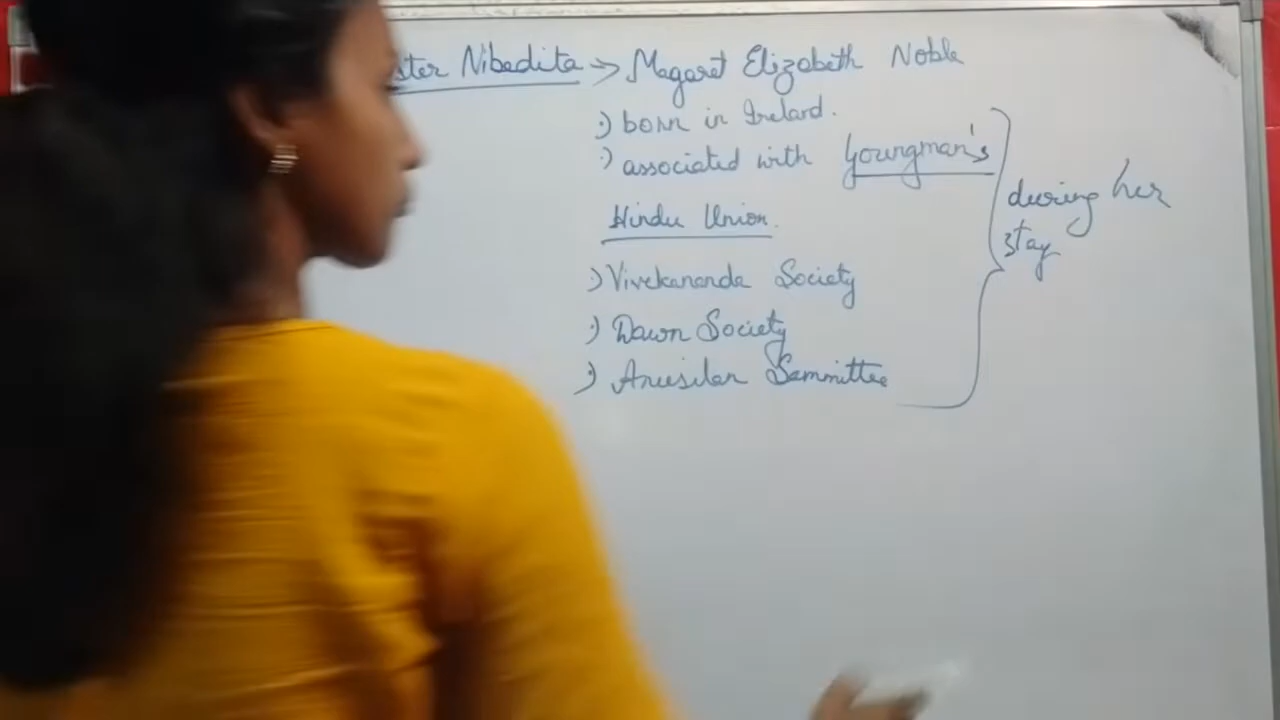 ster Nibedita → Magaret Elizabeth Noble
:) born in Ireland.
:) associated with Youngman's
Hindu Union.
:) Vivekananda Society
:) Dawn Society
:) Anusilan Sammittee
during her
stay